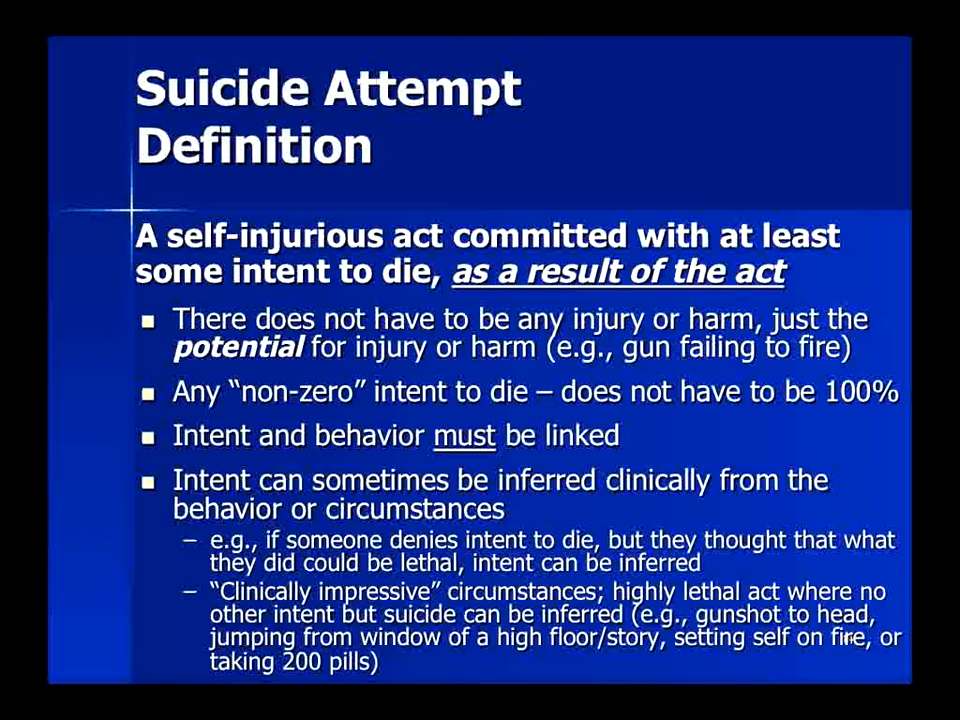 Suicide Attempt
Definition
A self-injurious act committed with at least
some intent to die, as a result of the act
There does not have to be any injury or harm, just the
potential for injury or harm (e.g., gun failing to fire)
Any “non-zero” intent to die – does not have to be 100%
Intent and behavior must be linked
Intent can sometimes be inferred clinically from the
behavior or circumstances
– e.g., if someone denies intent to die, but they thought that what
they did could be lethal, intent can be inferred
– “Clinically impressive” circumstances; highly lethal act where no
other intent but suicide can be inferred (e.g., gunshot to head,
jumping from window of a high floor/story, setting self on fire, or
taking 200 pills)